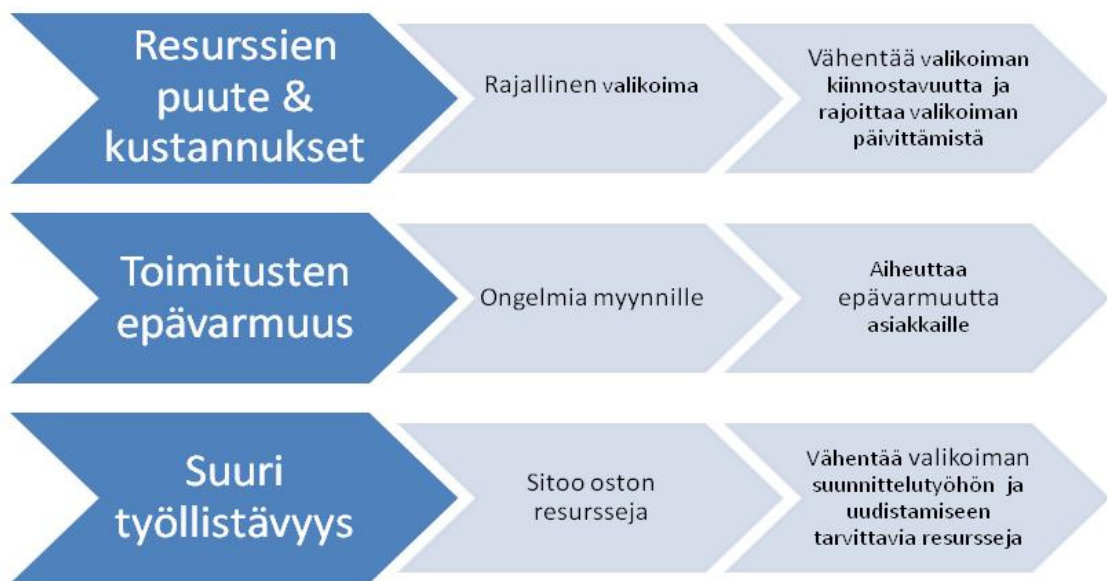 Resurssien
puute &
kustannukset
Rajallinen valikoima
Vähentää valikoiman
kiinnostavuutta ja
rajoittaa valikoiman
päivittämistä
Toimitusten
epävarmuus
Ongelmia myynnille
Aiheuttaa
epävarmuutta
asiakkaille
Suuri
työllistävyys
Sitoo oston
resursseja
Vähentää valikoiman
suunnittelutyöhön ja
uudistamiseen
tarvittavia resursseja